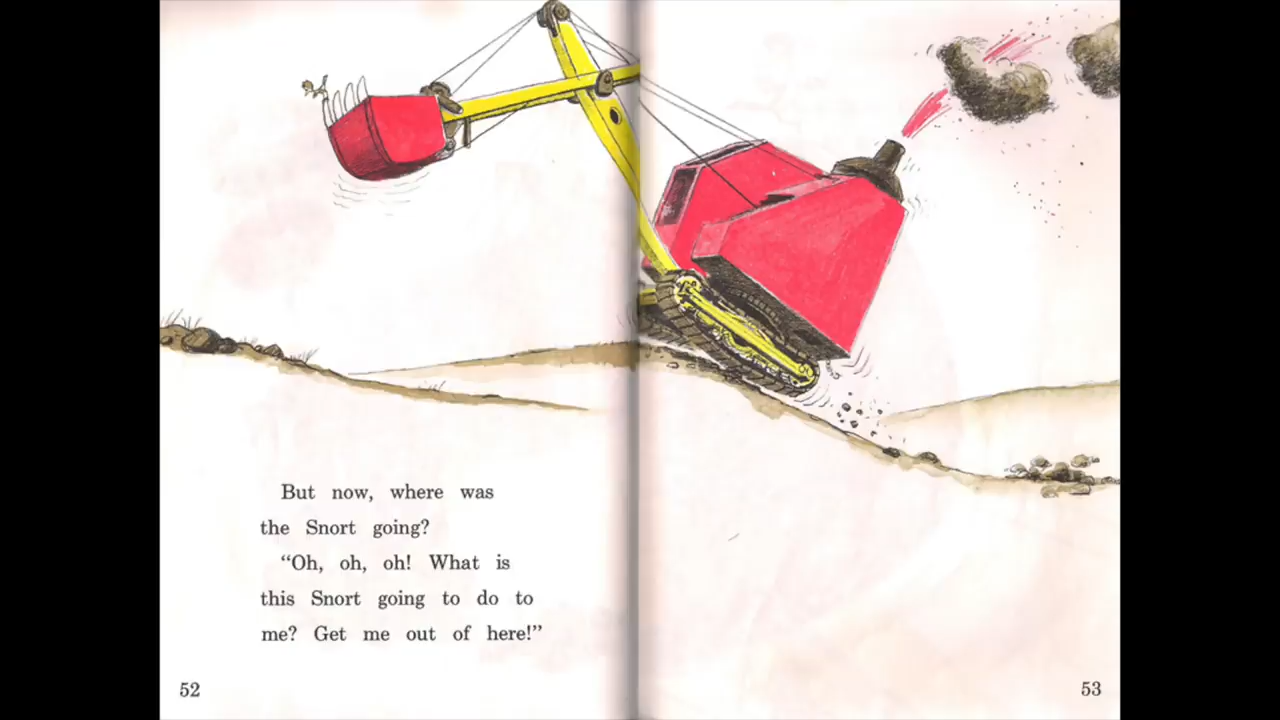 But now, where was
the Snort going?
“Oh, oh, oh! What is
this Snort going to do to
me? Get me out of here!”
52
53